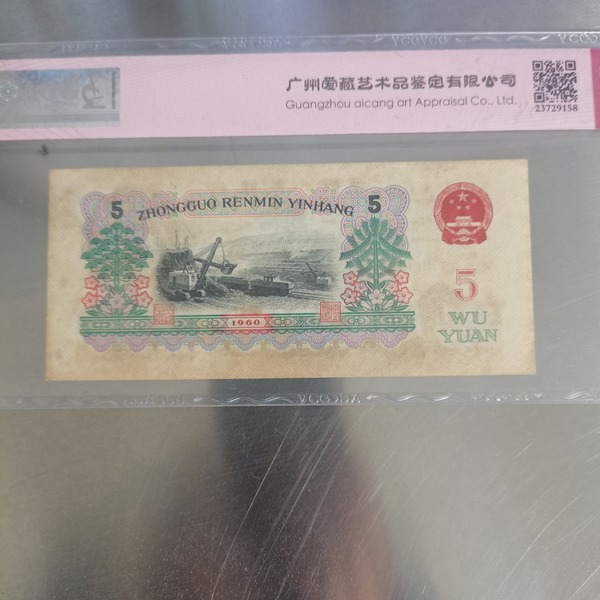 广州爱藏艺术品鉴定有限公司
Guangzhou aicang art Appraisal Co., Ltd.
23729158
5
ZHONGGUO RENMIN YINHANG
5
5
WU
YUAN
1960